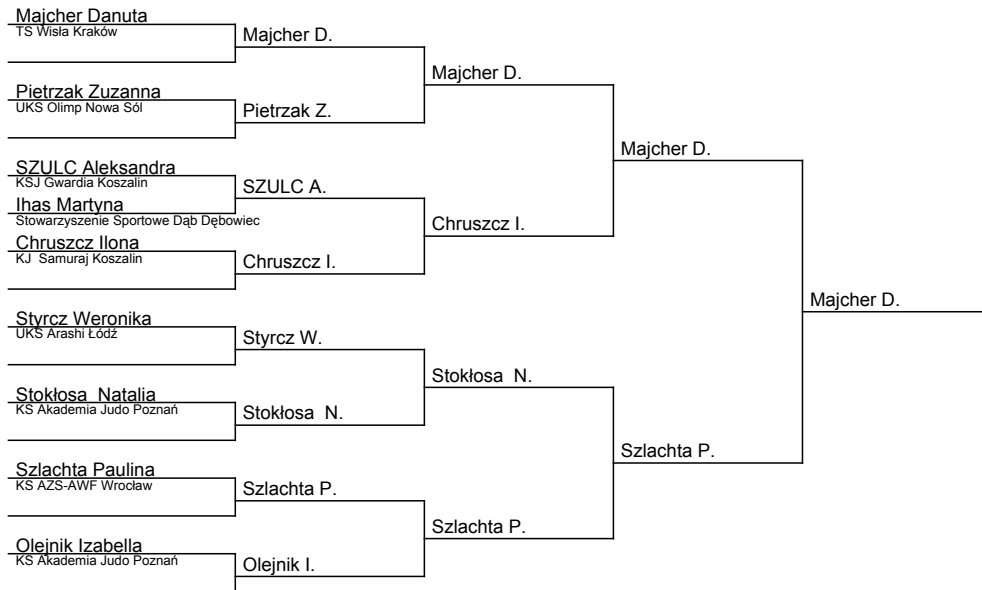 Majcher Danuta
TS Wisła Kraków
Majcher D.
Majcher D.
Pietrzak Zuzanna
UKS Olimp Nowa Sól
Pietrzak Z.
Majcher D.
SZULC Aleksandra
KSJ Gwardia Koszalin
SZULC A.
Ihas Martyna
Stowarzyszenie Sportowe Dąb Dębowiec
Chruszcz I.
Chruszcz Ilona
KJ  Samuraj Koszalin
Chruszcz I.
Majcher D.
Styrcz Weronika
UKS Arashi Łódź
Styrcz W.
Stokłosa  N.
Stokłosa  Natalia
KS Akademia Judo Poznań
Stokłosa  N.
Szlachta P.
Szlachta Paulina
KS AZS-AWF Wrocław
Szlachta P.
Szlachta P.
Olejnik Izabella
KS Akademia Judo Poznań
Olejnik I.